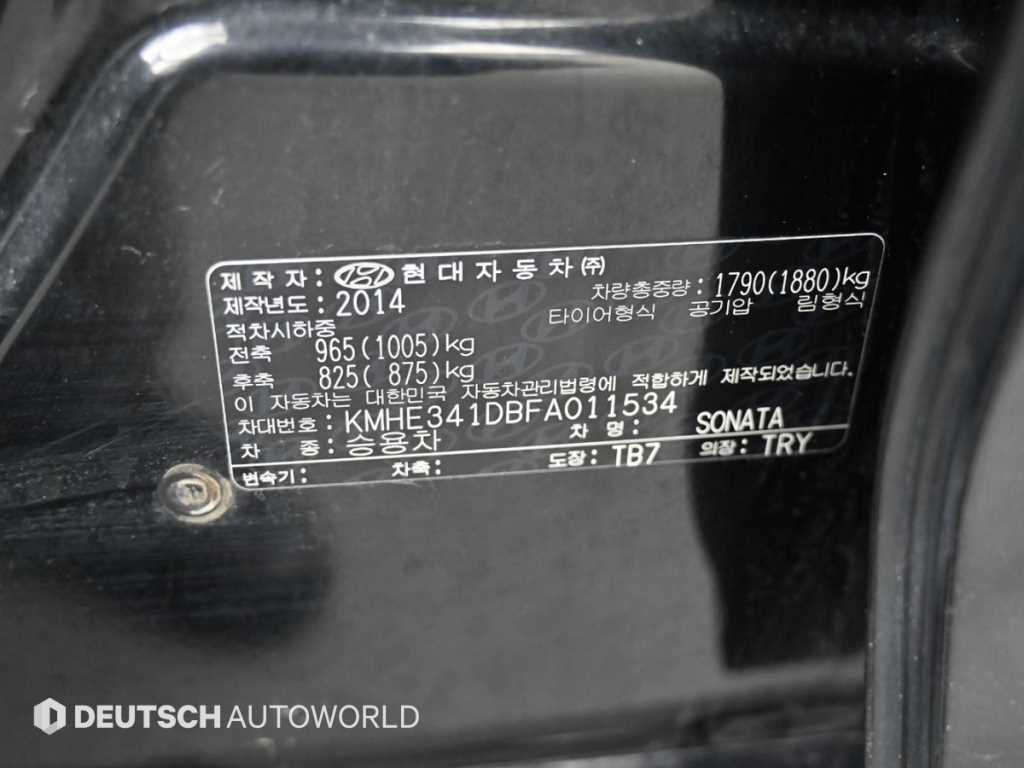 제작자: 현대자동차(주)
제작년도: 2014 차량총중량: 1790(1880)kg
적차시하중 타이어형식 공기압 림형식
전축 965(1005)kg
후축 825( 875)kg
이 자동차는 대한민국 자동차관리법령에 적합하게 제작되었습니다.
차대번호: KMHE341DBFA011534
차 종: 승용차 차 명: SONATA
변속기: 차축: 도장: TB7 의장: TRY
DEUTSCH AUTOWORLD